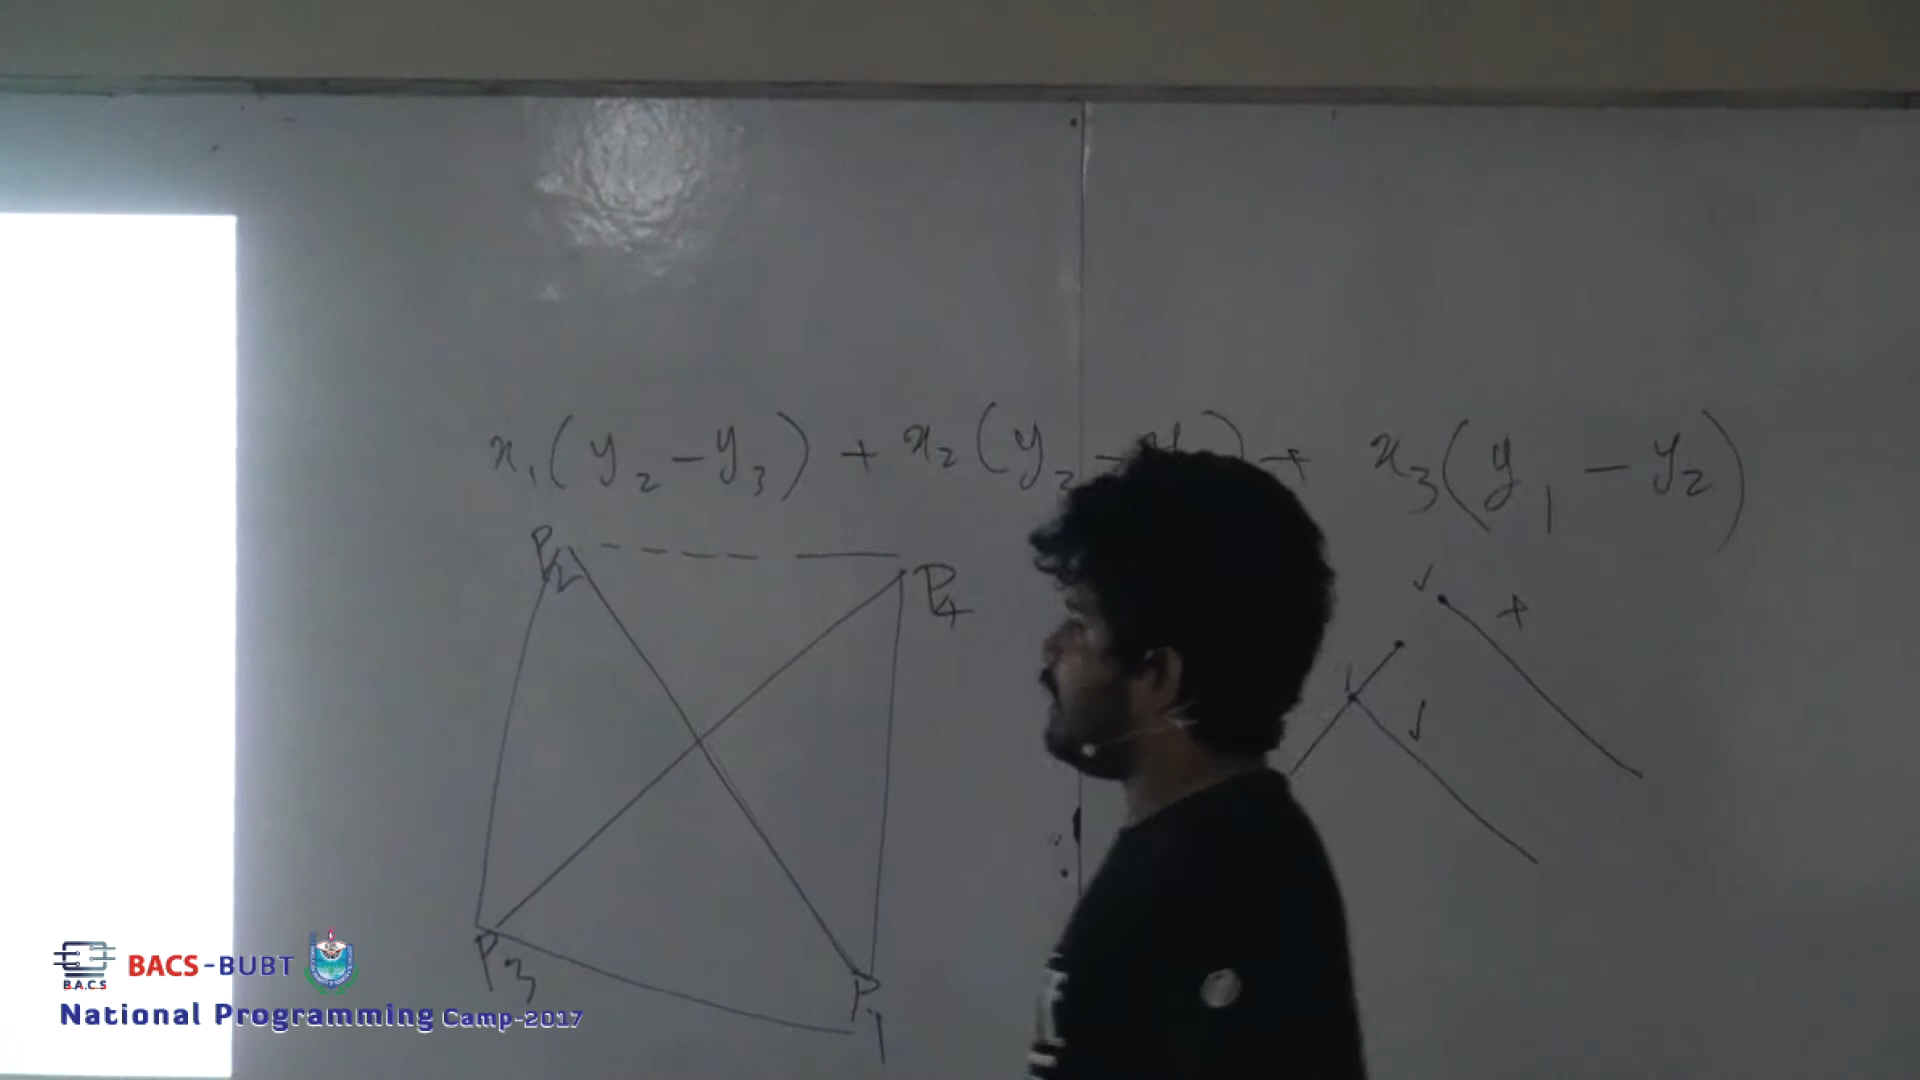 x₁(y₂-y₃) + x₂(y₃- ) + x₃(y₁-y₂)
P₂
P₄
P₃
P₁
B.A.C.S
BACS-BUBT
National Programming Camp-2017